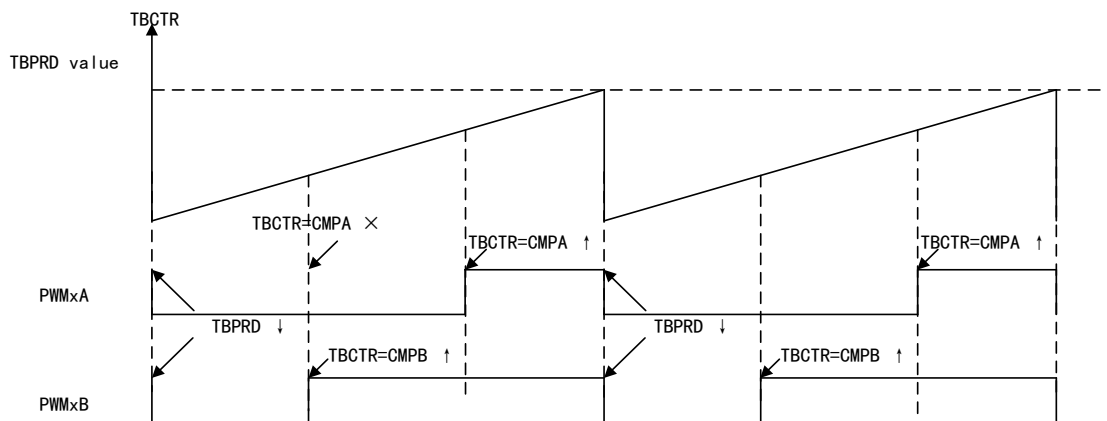 TBCTR
TBPRD value
TBCTR=CMPA ×
TBCTR=CMPA ↑
TBCTR=CMPA ↑
PWMxA
TBPRD ↓
TBPRD ↓
TBCTR=CMPB ↑
TBCTR=CMPB ↑
PWMxB